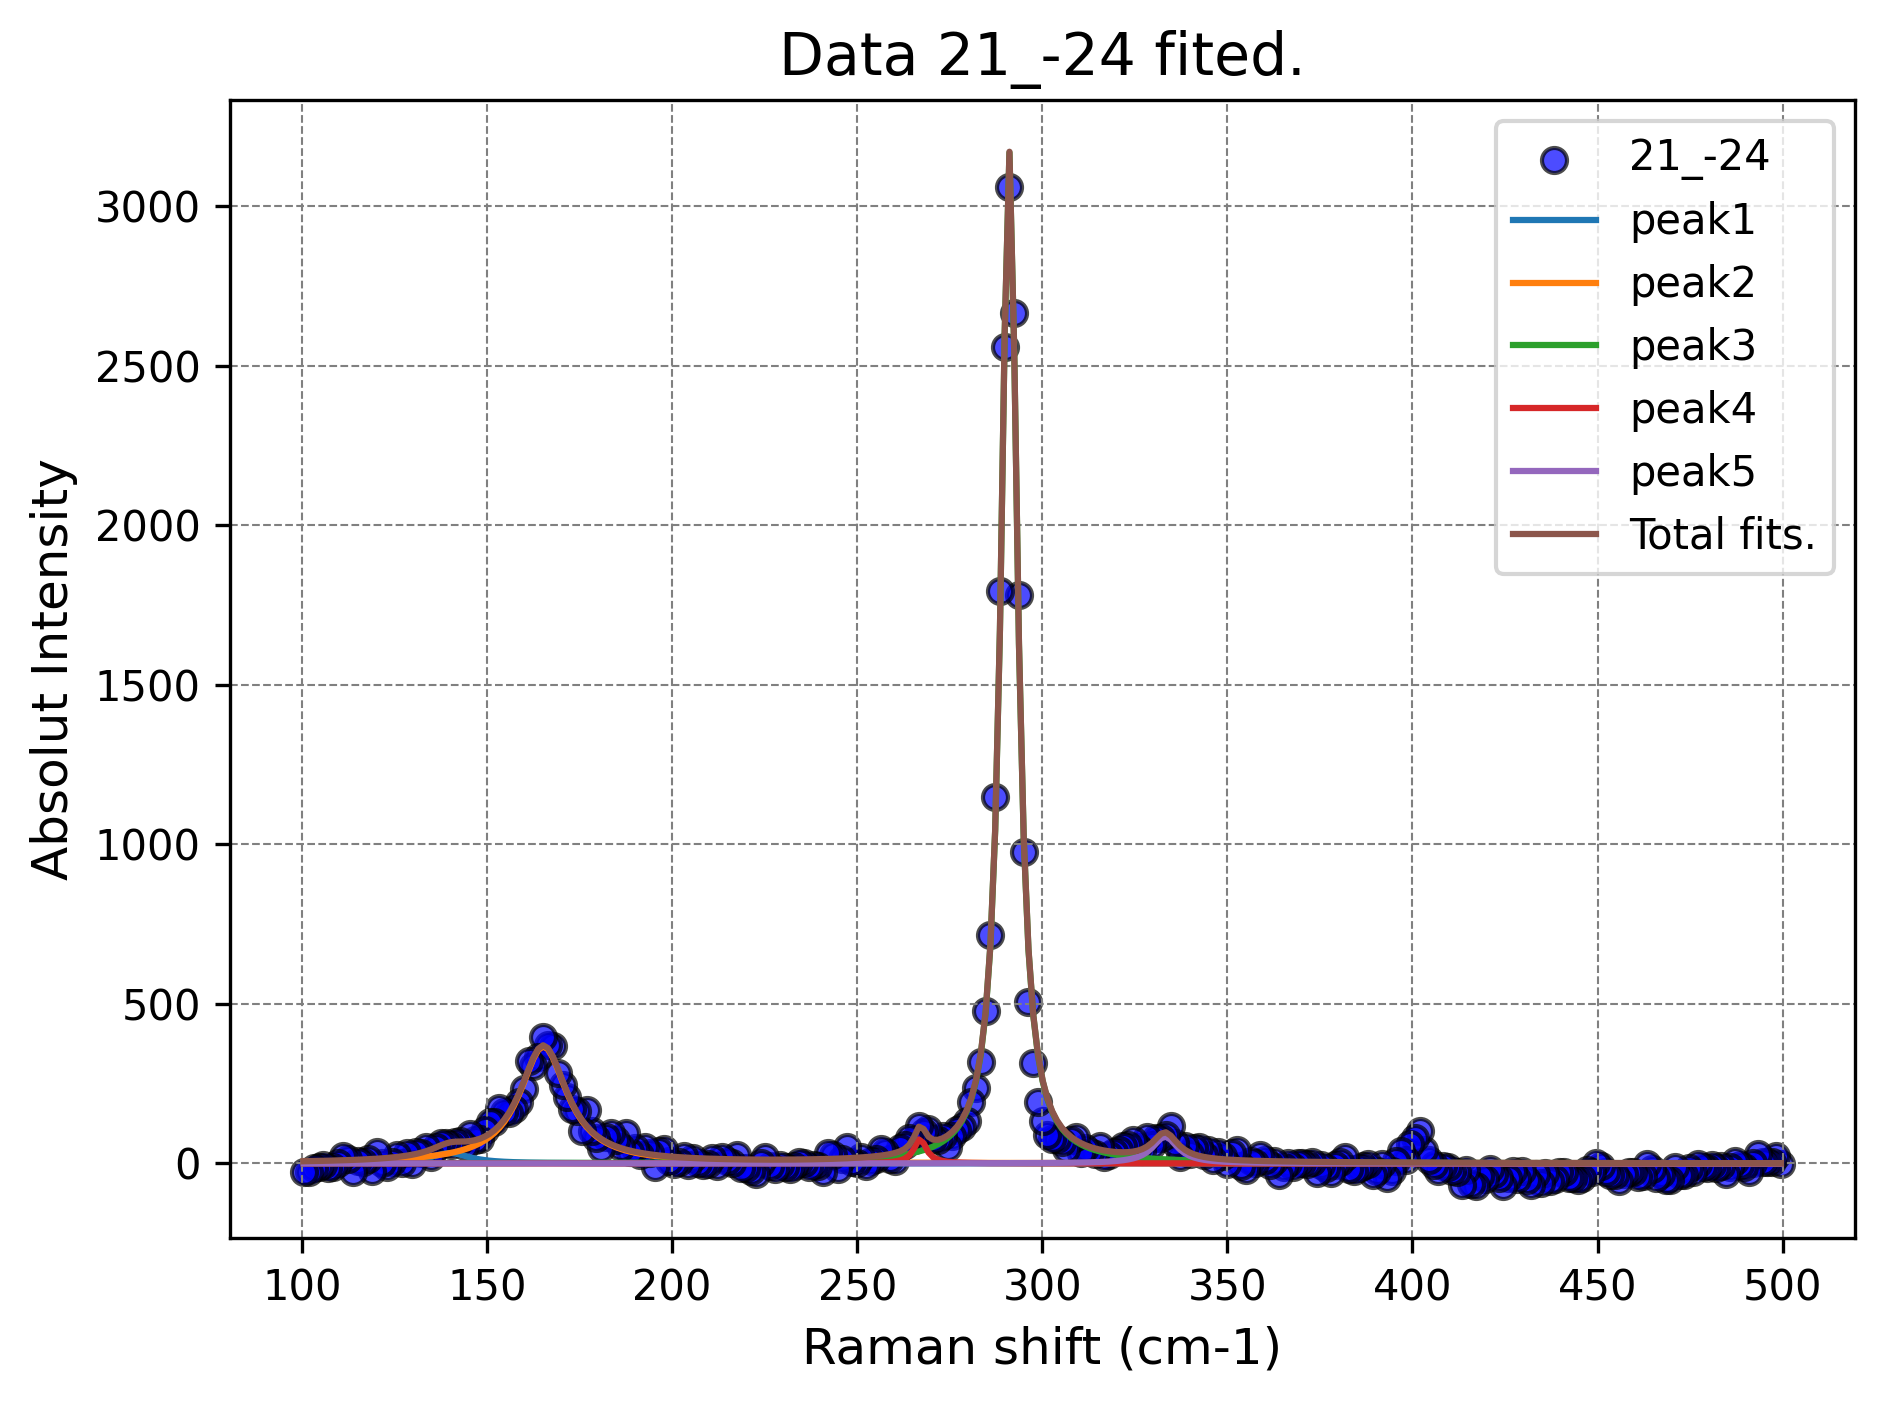 Data 21_-24 fited.
21_-24
peak1
peak2
peak3
peak4
peak5
Total fits.
Absolut Intensity
3000
2500
2000
1500
1000
500
0
100 150 200 250 300 350 400 450 500
Raman shift (cm-1)